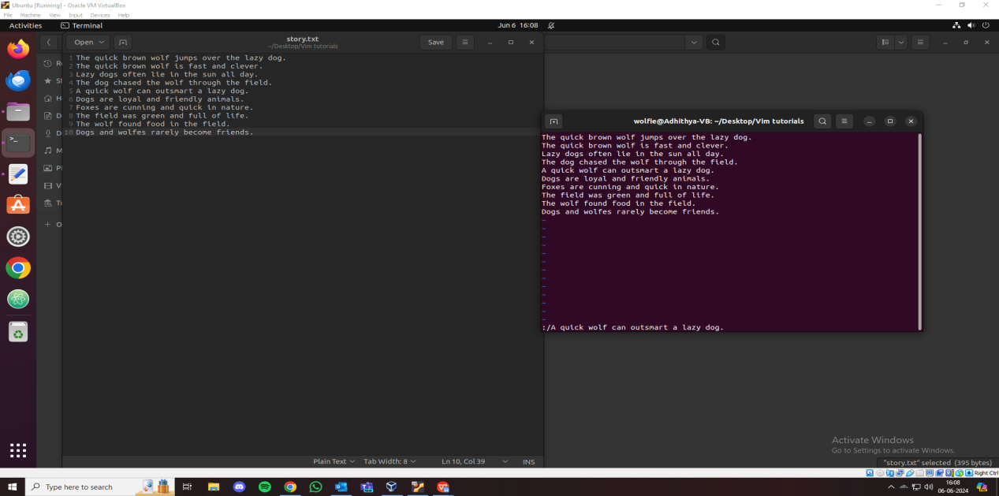 Ubuntu [Running] - Oracle VM VirtualBox
File Machine View Input Devices Help
Activities Terminal Jun 6 16:08
Open story.txt Save
~/Desktop/Vim tutorials
1 The quick brown wolf jumps over the lazy dog.
2 The quick brown wolf is fast and clever.
3 Lazy dogs often lie in the sun all day.
4 The dog chased the wolf through the field.
5 A quick wolf can outsmart a lazy dog.
6 Dogs are loyal and friendly animals.
7 Foxes are cunning and quick in nature.
8 The field was green and full of life.
9 The wolf found food in the field.
10 Dogs and wolfes rarely become friends.
wolfie@Adhithya-VB: ~/Desktop/Vim tutorials
The quick brown wolf jumps over the lazy dog.
The quick brown wolf is fast and clever.
Lazy dogs often lie in the sun all day.
The dog chased the wolf through the field.
A quick wolf can outsmart a lazy dog.
Dogs are loyal and friendly animals.
Foxes are cunning and quick in nature.
The field was green and full of life.
The wolf found food in the field.
Dogs and wolfes rarely become friends.
~
~
~
~
~
~
~
~
~
~
~
~
~
:/A quick wolf can outsmart a lazy dog.
Plain Text Tab Width: 8 Ln 10, Col 39 INS
Activate Windows
Go to Settings to activate Windows.
"story.txt" selected (395 bytes)
Right Ctrl
Type here to search
16:08
06-06-2024